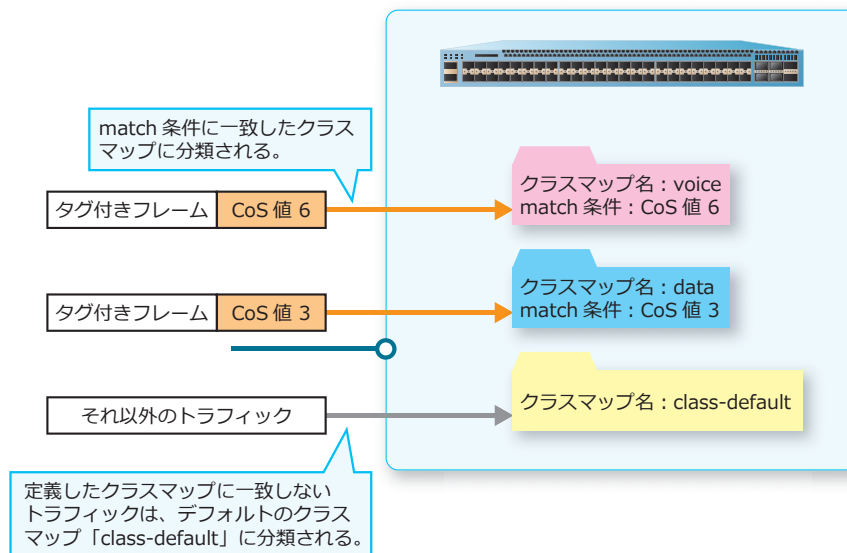 match 条件に一致したクラス
マップに分類される。
タグ付きフレーム CoS 値 6
クラスマップ名：voice
match 条件：CoS 値 6
タグ付きフレーム CoS 値 3
クラスマップ名：data
match 条件：CoS 値 3
それ以外のトラフィック
クラスマップ名：class-default
定義したクラスマップに一致しない
トラフィックは、デフォルトのクラス
マップ「class-default」に分類される。